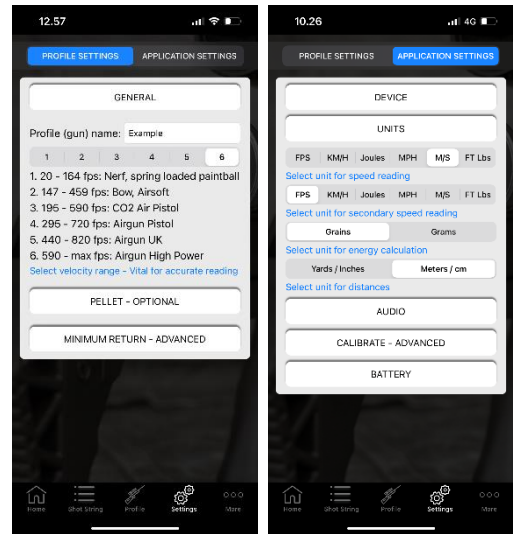 12.57
PROFILE SETTINGS APPLICATION SETTINGS
GENERAL
Profile (gun) name: Example
1 2 3 4 5 6
1. 20 - 164 fps: Nerf, spring loaded paintball
2. 147 - 459 fps: Bow, Airsoft
3. 195 - 590 fps: CO2 Air Pistol
4. 295 - 720 fps: Airgun Pistol
5. 440 - 820 fps: Airgun UK
6. 590 - max fps: Airgun High Power
Select velocity range - Vital for accurate reading
PELLET - OPTIONAL
MINIMUM RETURN - ADVANCED
Home Shot String Profile Settings More
10.26 4G
PROFILE SETTINGS APPLICATION SETTINGS
DEVICE
UNITS
FPS KM/H Joules MPH M/S FT Lbs
Select unit for speed reading
FPS KM/H Joules MPH M/S FT Lbs
Select unit for secondary speed reading
Grains Grams
Select unit for energy calculation
Yards / Inches Meters / cm
Select unit for distances
AUDIO
CALIBRATE - ADVANCED
BATTERY
Home Shot String Profile Settings More